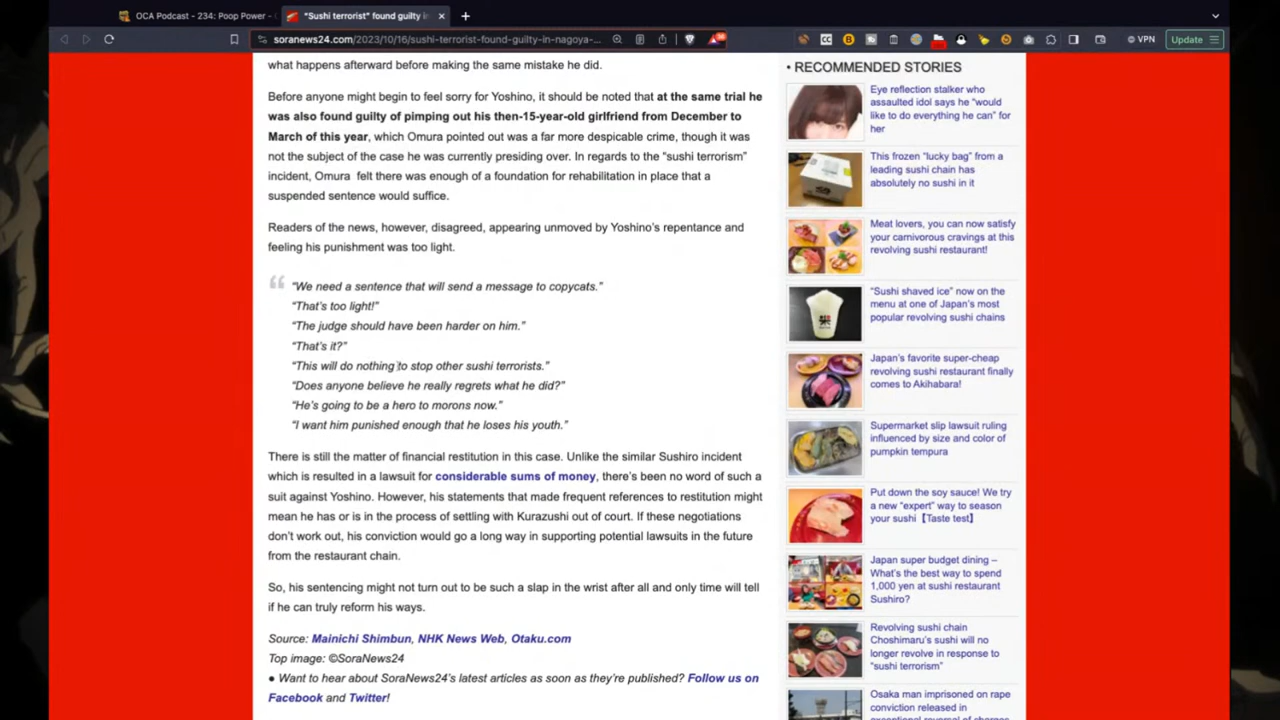 OCA Podcast - 234: Poop Power -
"Sushi terrorist" found guilty in
soranews24.com/2023/10/16/sushi-terrorist-found-guilty-in-nagoya-...
VPN
Update
what happens afterward before making the same mistake he did.
Before anyone might begin to feel sorry for Yoshino, it should be noted that at the same trial he
was also found guilty of pimping out his then-15-year-old girlfriend from December to
March of this year, which Omura pointed out was a far more despicable crime, though it was
not the subject of the case he was currently presiding over. In regards to the “sushi terrorism”
incident, Omura felt there was enough of a foundation for rehabilitation in place that a
suspended sentence would suffice.
Readers of the news, however, disagreed, appearing unmoved by Yoshino’s repentance and
feeling his punishment was too light.
“We need a sentence that will send a message to copycats.”
“That’s too light!”
“The judge should have been harder on him.”
“That’s it?”
“This will do nothing to stop other sushi terrorists.”
“Does anyone believe he really regrets what he did?”
“He’s going to be a hero to morons now.”
“I want him punished enough that he loses his youth.”
There is still the matter of financial restitution in this case. Unlike the similar Sushiro incident
which is resulted in a lawsuit for considerable sums of money, there’s been no word of such a
suit against Yoshino. However, his statements that made frequent references to restitution might
mean he has or is in the process of settling with Kurazushi out of court. If these negotiations
don’t work out, his conviction would go a long way in supporting potential lawsuits in the future
from the restaurant chain.
So, his sentencing might not turn out to be such a slap in the wrist after all and only time will tell
if he can truly reform his ways.
Source: Mainichi Shimbun, NHK News Web, Otaku.com
Top image: ©SoraNews24
● Want to hear about SoraNews24’s latest articles as soon as they’re published? Follow us on
Facebook and Twitter!
• RECOMMENDED STORIES
Eye reflection stalker who
assaulted idol says he “would
like to do everything he can” for
her
This frozen “lucky bag” from a
leading sushi chain has
absolutely no sushi in it
Meat lovers, you can now satisfy
your carnivorous cravings at this
revolving sushi restaurant!
“Sushi shaved ice” now on the
menu at one of Japan’s most
popular revolving sushi chains
Japan’s favorite super-cheap
revolving sushi restaurant finally
comes to Akihabara!
Supermarket slip lawsuit ruling
influenced by size and color of
pumpkin tempura
Put down the soy sauce! We try
a new “expert” way to season
your sushi【Taste test】
Japan super budget dining –
What’s the best way to spend
1,000 yen at sushi restaurant
Sushiro?
Revolving sushi chain
Choshimaru’s sushi will no
longer revolve in response to
“sushi terrorism”
Osaka man imprisoned on rape
conviction released in
exceptional reversal of charges